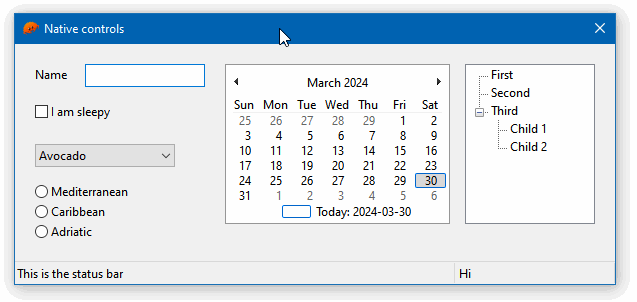 Native controls
Name
I am sleepy
Avocado
Mediterranean
Caribbean
Adriatic
March 2024
Sun Mon Tue Wed Thu Fri Sat
25 26 27 28 29 1 2
3 4 5 6 7 8 9
10 11 12 13 14 15 16
17 18 19 20 21 22 23
24 25 26 27 28 29 30
31 1 2 3 4 5 6
Today: 2024-03-30
First
Second
Third
Child 1
Child 2
This is the status bar
Hi